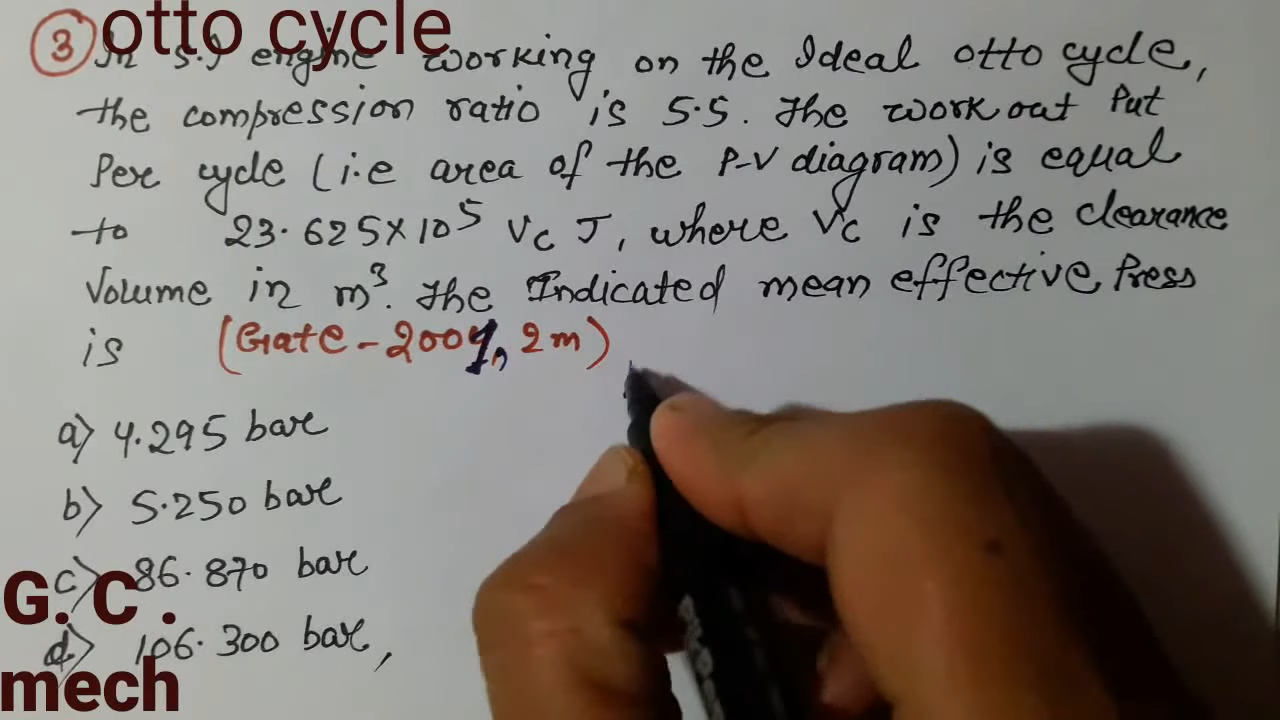 otto cycle
③ In S.I engine working on the Ideal otto cycle,
the compression ratio is 5.5. The work out Put
Per cycle (i.e area of the P-V diagram) is equal
to 23.625×10⁵ Vc J, where Vc is the clearance
Volume in m³. The Indicated mean effective Press
is (Gate - 2001, 2m)
a) 4.295 bar
b) 5.250 bar
c) 86.870 bar
d) 106.300 bar,
G. C .
mech